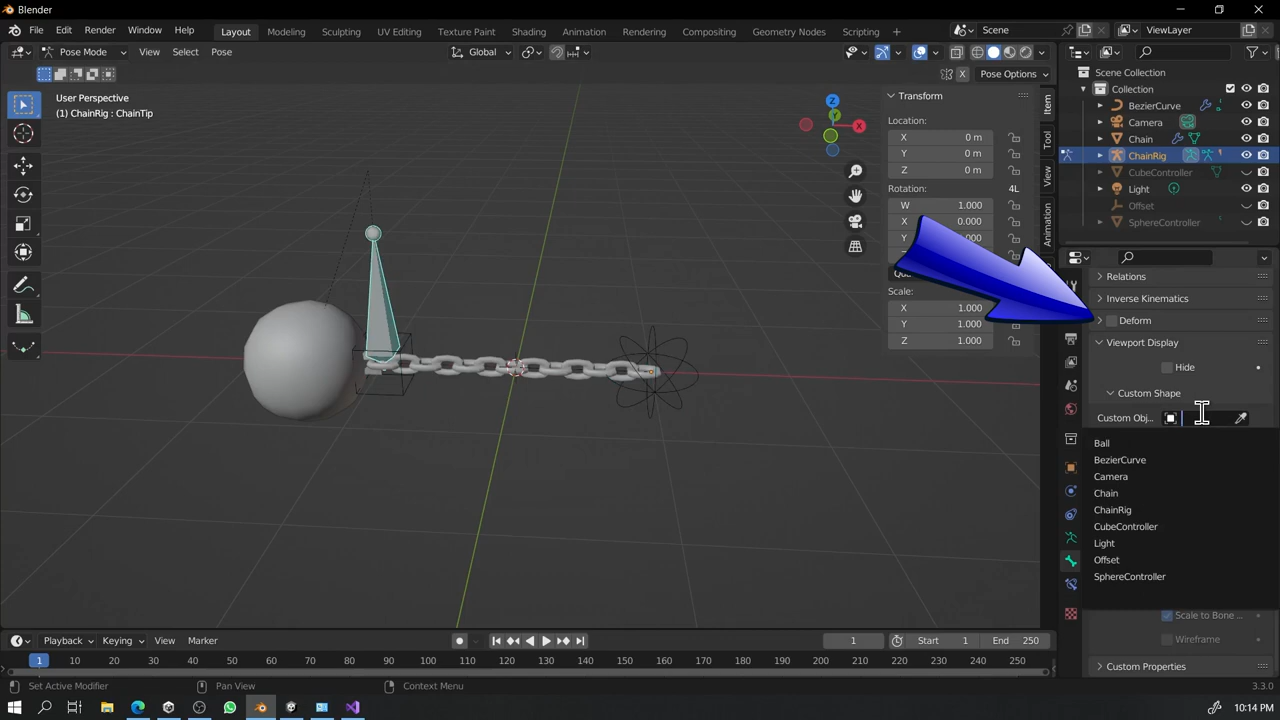 Blender
File Edit Render Window Help
Layout Modeling Sculpting UV Editing Texture Paint Shading Animation Rendering Compositing Geometry Nodes Scripting +
Scene
ViewLayer
Pose Mode View Select Pose
Global
X Pose Options
User Perspective
(1) ChainRig : ChainTip
Z
Y
X
Transform
Location:
X 0 m
Y 0 m
Z 0 m
Rotation: 4L
W 1.000
X 0.000
Y 0.000
Scale:
X 1.000
Y 1.000
Z 1.000
Item
Tool
View
Animation
Scene Collection
Collection
BezierCurve
Camera
Chain
ChainRig
CubeController
Light
Offset
SphereController
Relations
Inverse Kinematics
Deform
Viewport Display
Hide
Custom Shape
Custom Obj...
Ball
BezierCurve
Camera
Chain
ChainRig
CubeController
Light
Offset
SphereController
Scale to Bone ...
Wireframe
Custom Properties
Playback Keying View Marker
1 Start 1 End 250
1 10 20 30 40 50 60 70 80 90 100 110 120 130 140 150 160 170 180 190 200 210 220 230 240 250
Set Active Modifier Pan View Context Menu 3.3.0
10:14 PM